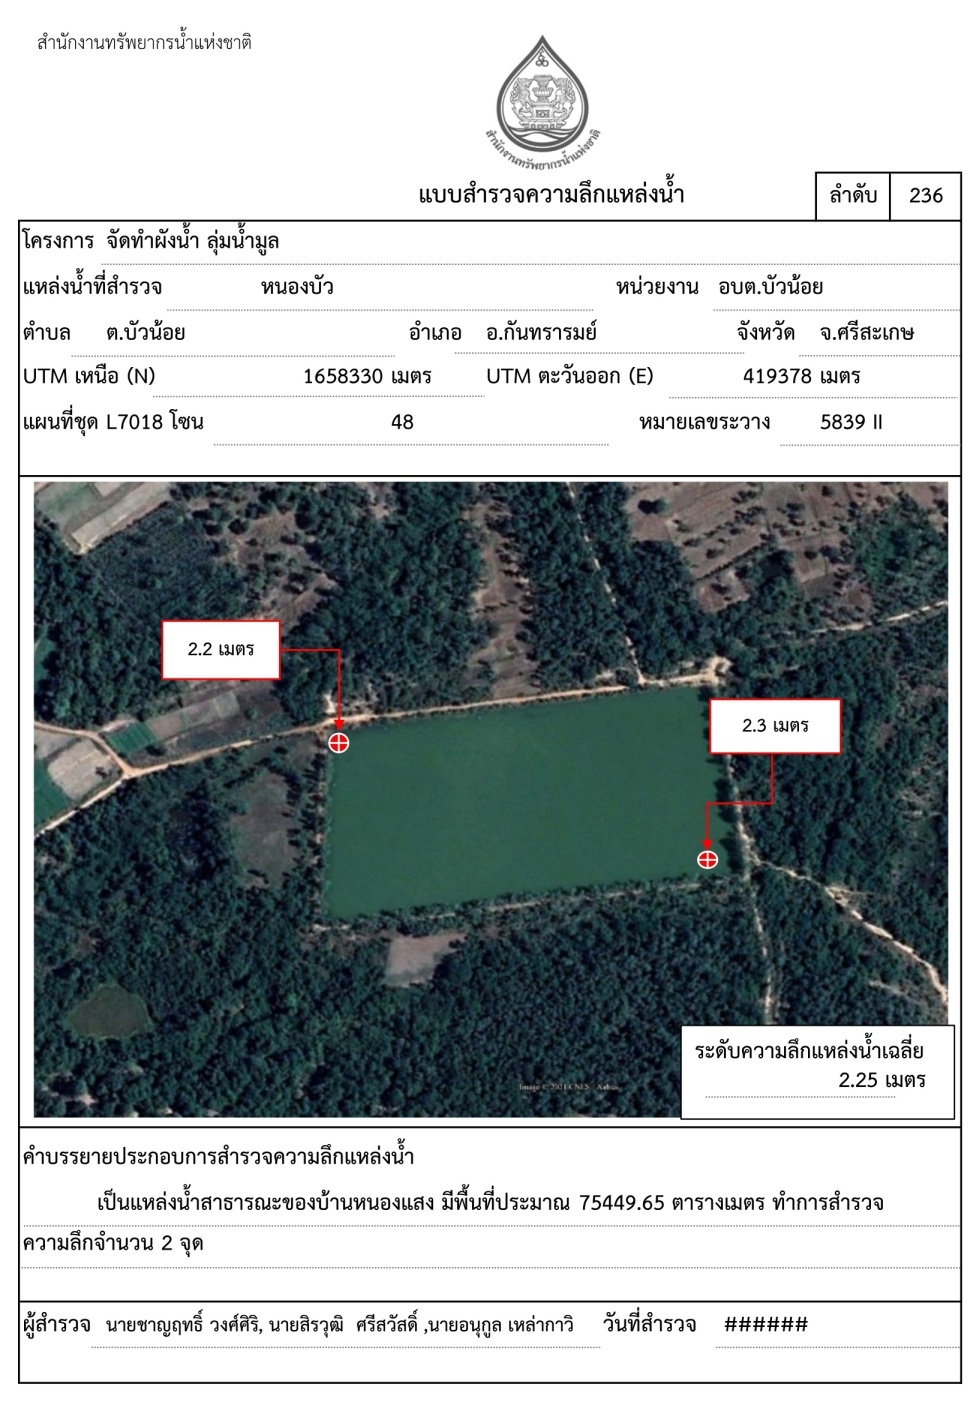 สำนักงานทรัพยากรน้ำแห่งชาติ
สำนักงานทรัพยากรน้ำแห่งชาติ
แบบสำรวจความลึกแหล่งน้ำ ลำดับ 236
โครงการ จัดทำผังน้ำ ลุ่มน้ำมูล
แหล่งน้ำที่สำรวจ หนองบัว หน่วยงาน อบต.บัวน้อย
ตำบล ต.บัวน้อย อำเภอ อ.กันทรารมย์ จังหวัด จ.ศรีสะเกษ
UTM เหนือ (N) 1658330 เมตร UTM ตะวันออก (E) 419378 เมตร
แผนที่ชุด L7018 โซน 48 หมายเลขระวาง 5839 II
2.2 เมตร
2.3 เมตร
Image © 2021 CNES / Airbus
ระดับความลึกแหล่งน้ำเฉลี่ย
2.25 เมตร
คำบรรยายประกอบการสำรวจความลึกแหล่งน้ำ
เป็นแหล่งน้ำสาธารณะของบ้านหนองแสง มีพื้นที่ประมาณ 75449.65 ตารางเมตร ทำการสำรวจ
ความลึกจำนวน 2 จุด
ผู้สำรวจ นายชาญฤทธิ์ วงศ์ศิริ, นายสิรวุฒิ ศรีสวัสดิ์ ,นายอนุกูล เหล่ากาวิ วันที่สำรวจ ######